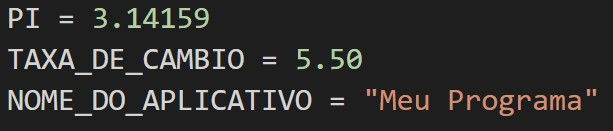 PI = 3.14159
TAXA_DE_CAMBIO = 5.50
NOME_DO_APLICATIVO = "Meu Programa"